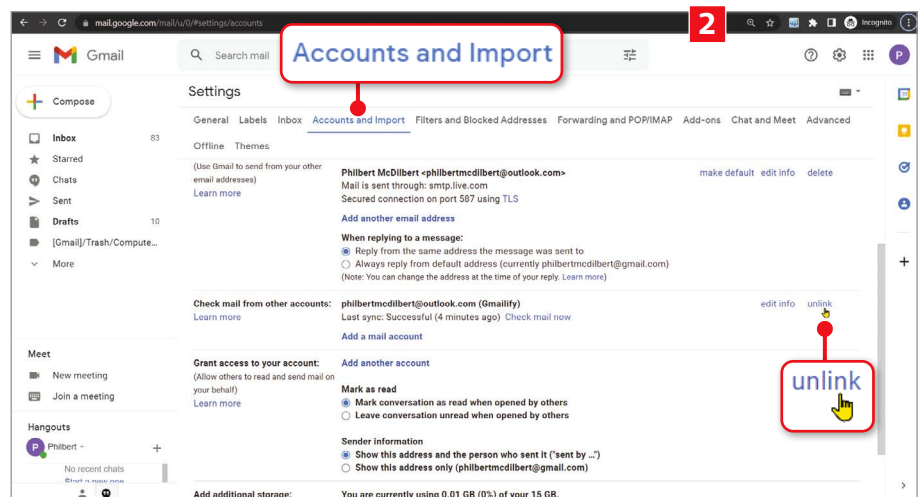 mail.google.com/mail/u/0/#settings/accounts
2
Incognito
Gmail
Search mail
Accounts and Import
P
Compose
Inbox 83
Starred
Chats
Sent
Drafts 10
[Gmail]/Trash/Compute...
More
Meet
New meeting
Join a meeting
Hangouts
P Philbert
No recent chats
Start a new one
Settings
General Labels Inbox Accounts and Import Filters and Blocked Addresses Forwarding and POP/IMAP Add-ons Chat and Meet Advanced
Offline Themes
(Use Gmail to send from your other
email addresses)
Learn more
Philbert McDilbert <philbertmcdilbert@outlook.com> make default edit info delete
Mail is sent through: smtp.live.com
Secured connection on port 587 using TLS
Add another email address
When replying to a message:
Reply from the same address the message was sent to
Always reply from default address (currently philbertmcdilbert@gmail.com)
(Note: You can change the address at the time of your reply. Learn more)
Check mail from other accounts: philbertmcdilbert@outlook.com (Gmailify) edit info unlink
Learn more Last sync: Successful (4 minutes ago) Check mail now
Add a mail account
unlink
Grant access to your account: Add another account
(Allow others to read and send mail on
your behalf)
Learn more
Mark as read
Mark conversation as read when opened by others
Leave conversation unread when opened by others
Sender information
Show this address and the person who sent it ("sent by ...")
Show this address only (philbertmcdilbert@gmail.com)
Add additional storage: You are currently using 0.01 GB (0%) of your 15 GB.